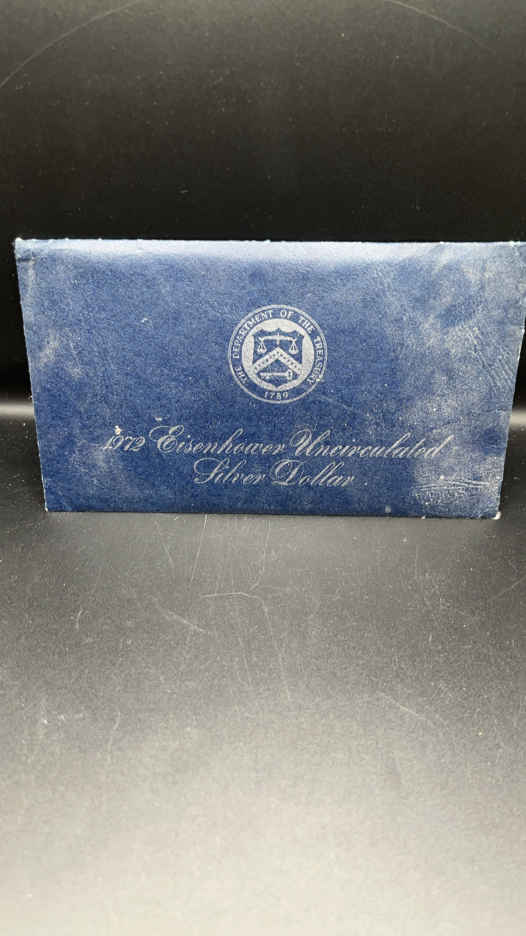 THE DEPARTMENT OF THE TREASURY
1789
1972 Eisenhower Uncirculated
Silver Dollar